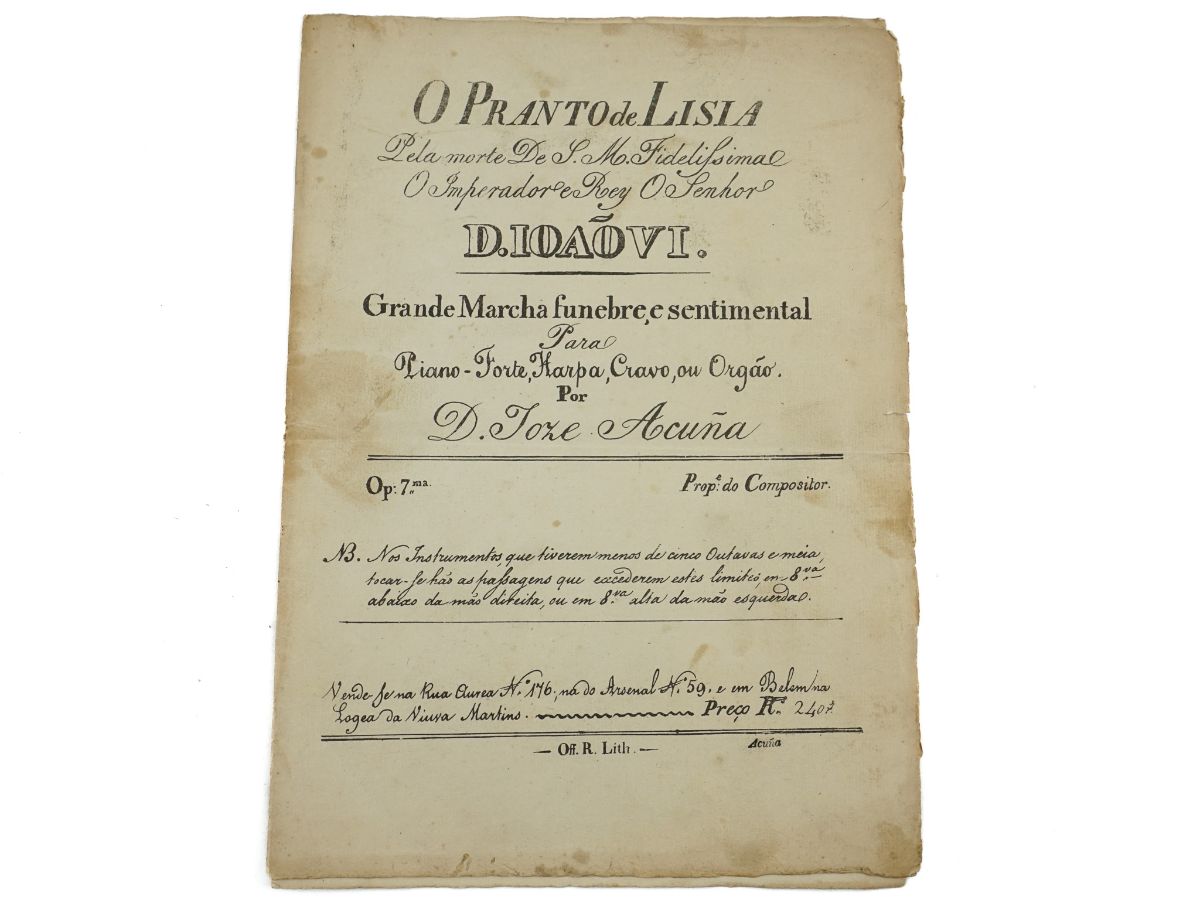 O PRANTO de LISIA
Pela morte De S. M. Fidelissima
O Imperador e Rey O Senhor
D. IOAÕ VI.
Grande Marcha funebre, e sentimental
Para
Piano-Forte, Harpa, Cravo, ou Orgão.
Por
D. Joze Acuña
Op: 7.ma Prop.e do Compositor.
NB. Nos Instrumentos, que tiverem menos de cinco Outavas e meia,
tocar-se hão as passagens que excederem estes limites, en 8.va
abaixo da mão direita, ou em 8.va alta da mão esquerda.
Vende-se na Rua Aurea N.o 176, na do Arsenal N.o 59, e em Belem na
Logea da Viuva Martins. Preço R.s 240
— Off. R. Lith. — Acuña